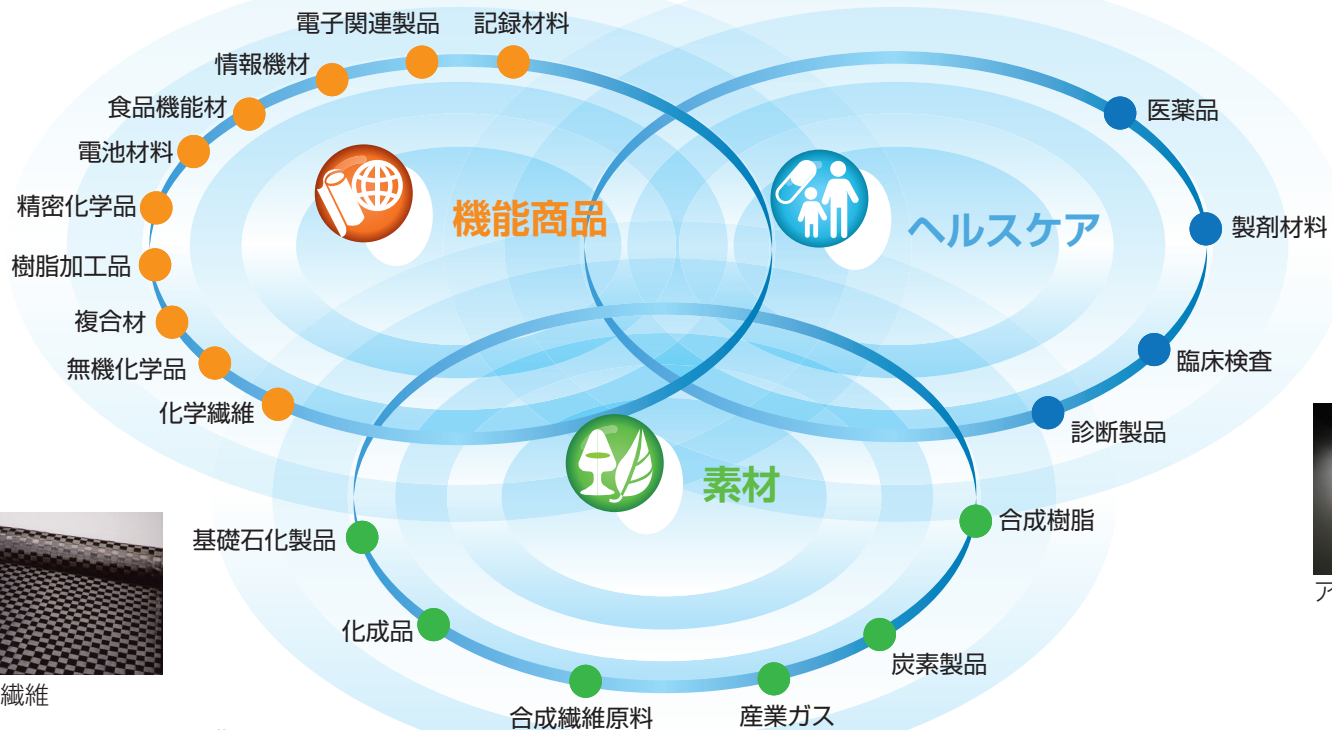 電子関連製品
記録材料
情報機材
食品機能材
電池材料
精密化学品
樹脂加工品
複合材
無機化学品
化学繊維
機能商品
ヘルスケア
医薬品
製剤材料
臨床検査
診断製品
素材
基礎石化製品
化成品
合成繊維原料
産業ガス
炭素製品
合成樹脂
繊維
ア